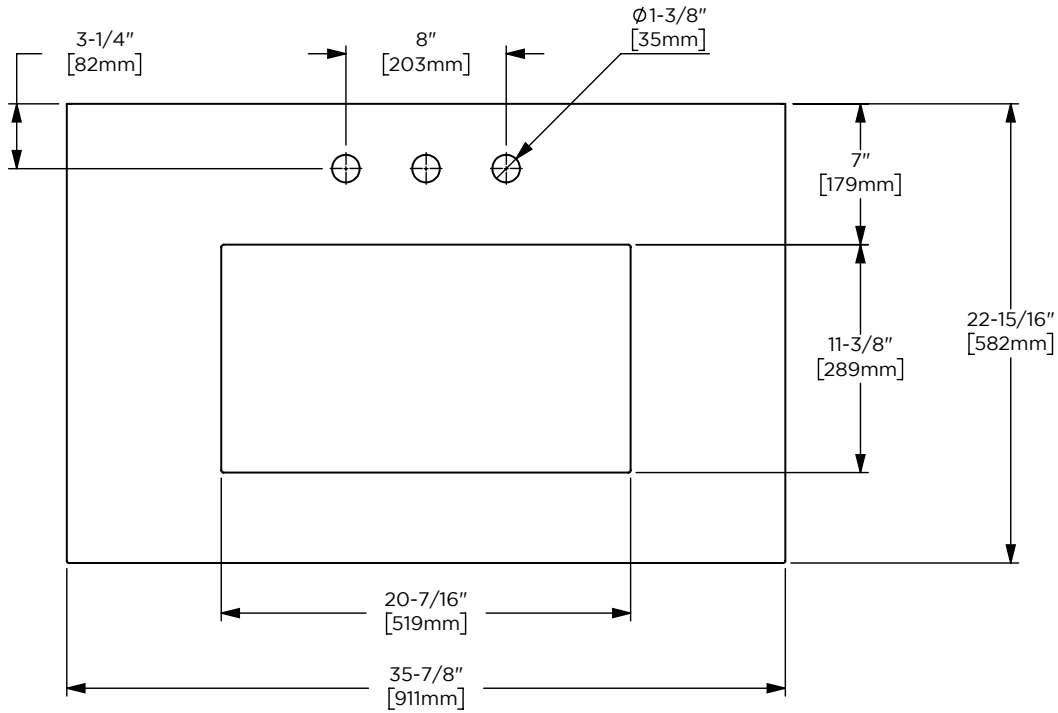 3-1/4"
[82mm]
8"
[203mm]
Ø1-3/8"
[35mm]
7"
[179mm]
11-3/8"
[289mm]
22-15/16"
[582mm]
20-7/16"
[519mm]
35-7/8"
[911mm]